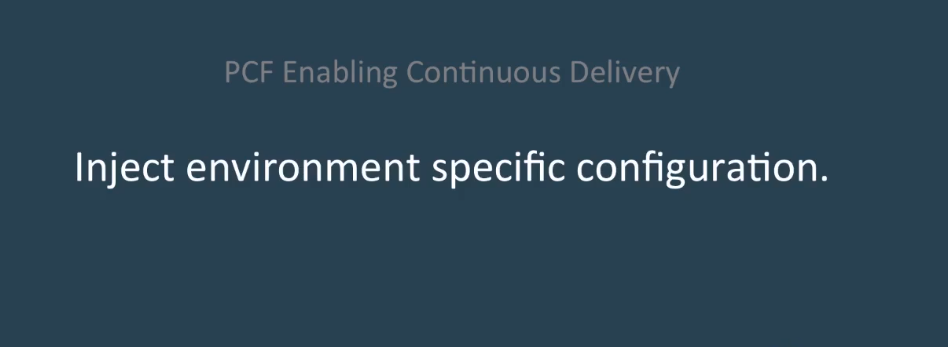 PCF Enabling Continuous Delivery
Inject environment specific configuration.